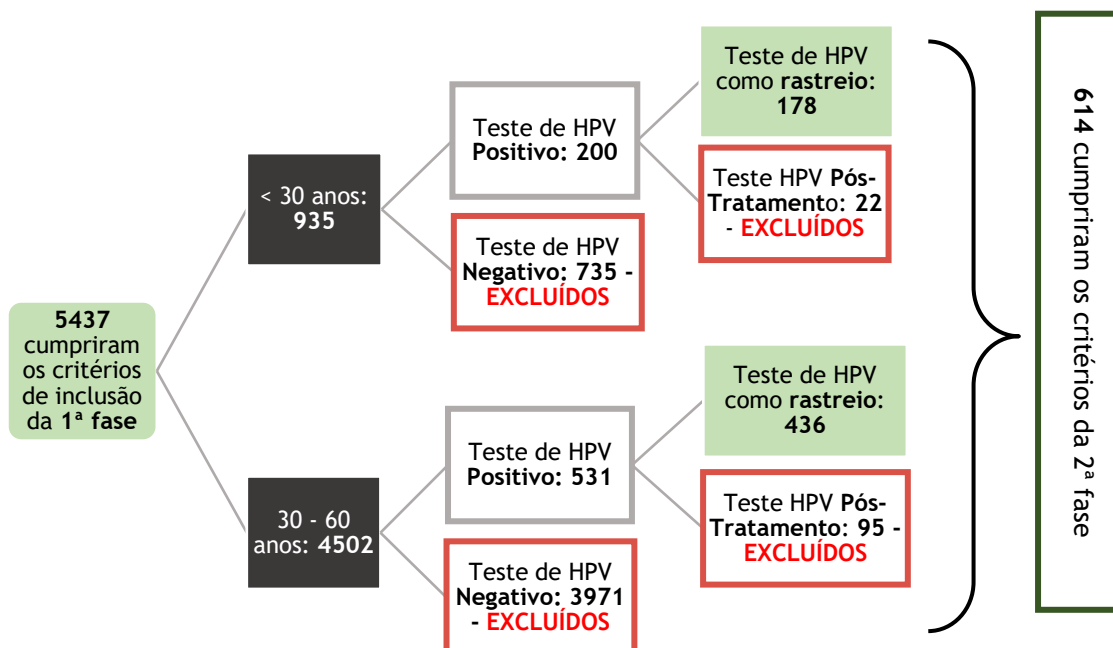 5437
cumpriram
os critérios
de inclusão
da 1ª fase
< 30 anos:
935
Teste de HPV
Positivo: 200
Teste de HPV
como rastreio:
178
Teste HPV Pós-
Tratamento: 22
- EXCLUÍDOS
Teste de HPV
Negativo: 735 -
EXCLUÍDOS
30 - 60
anos: 4502
Teste de HPV
Positivo: 531
Teste de HPV
como rastreio:
436
Teste HPV Pós-
Tratamento: 95 -
EXCLUÍDOS
Teste de HPV
Negativo: 3971
- EXCLUÍDOS
614 cumpriram os critérios da 2ª fase